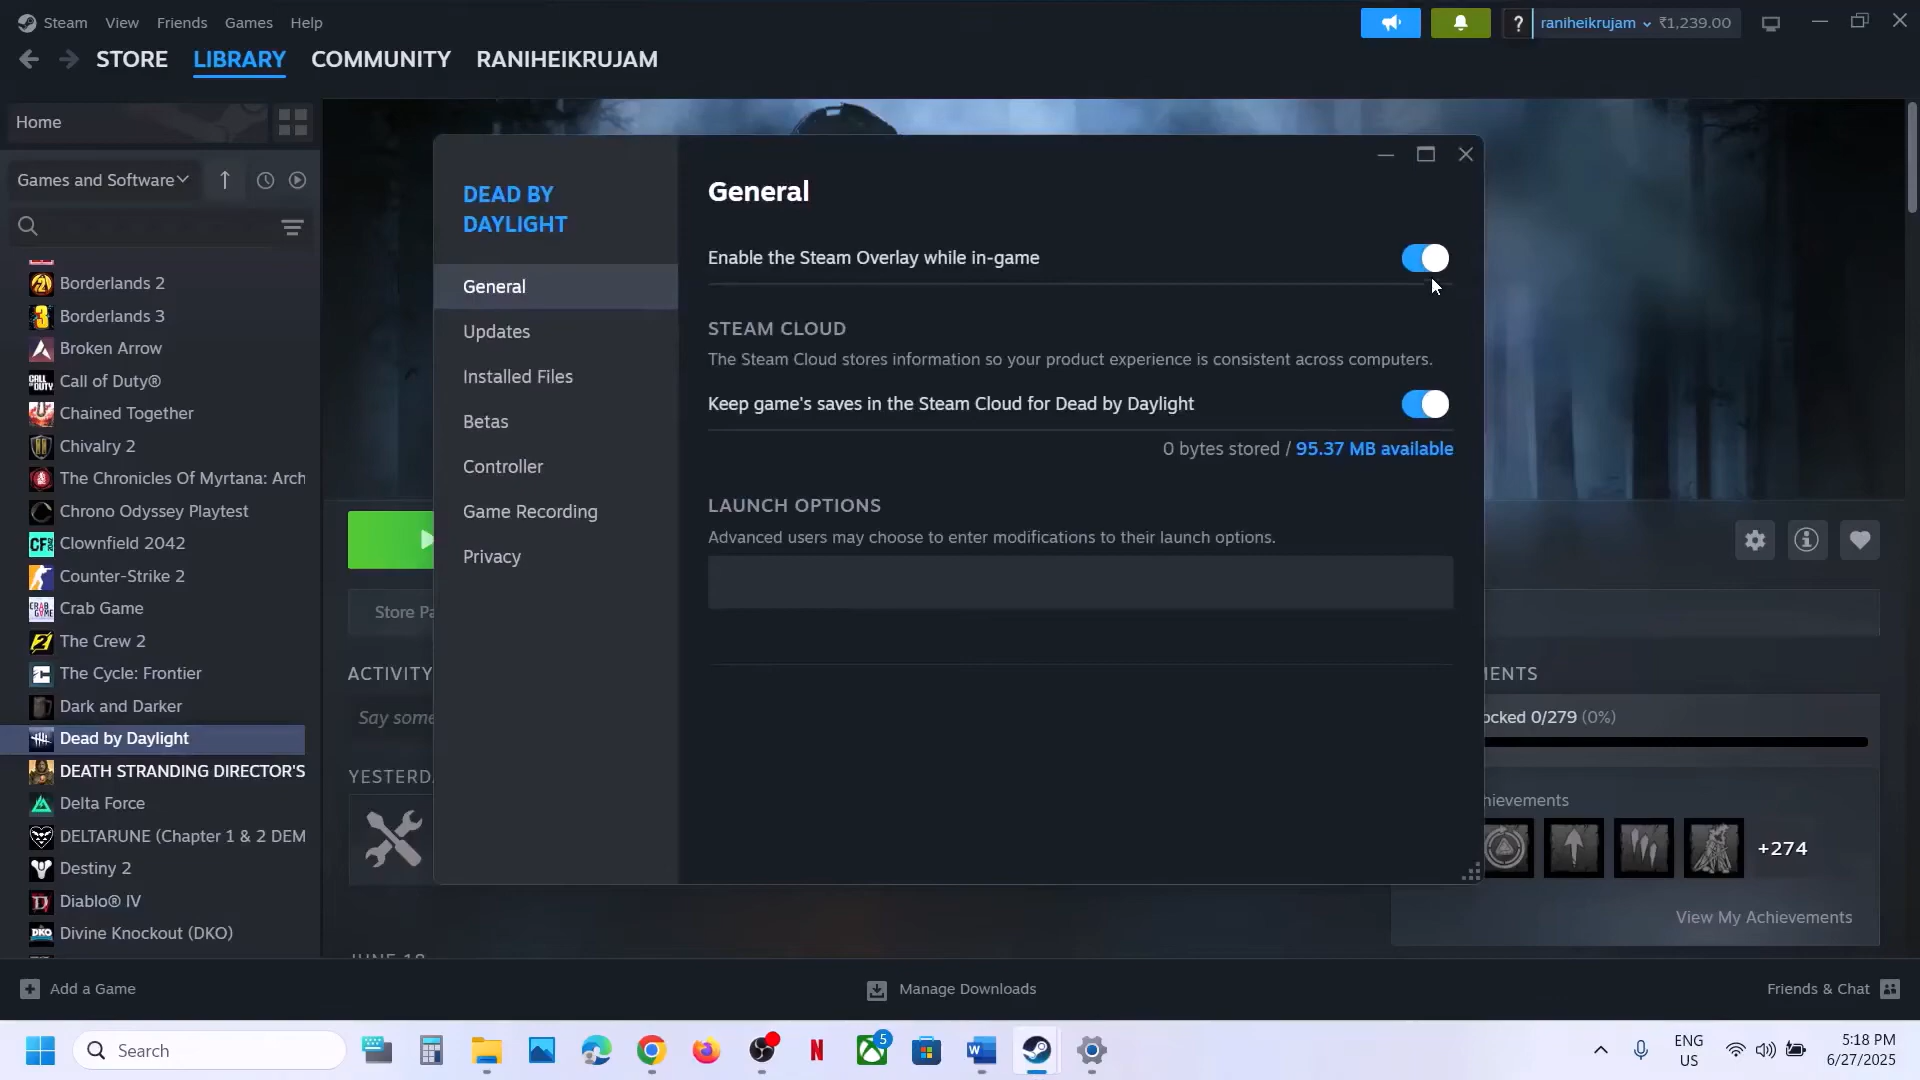 Steam View Friends Games Help
? raniheikrujam ₹1,239.00
STORE LIBRARY COMMUNITY RANIHEIKRUJAM
Home
Games and Software
Borderlands 2
Borderlands 3
Broken Arrow
Call of Duty®
Chained Together
Chivalry 2
The Chronicles Of Myrtana: Arch
Chrono Odyssey Playtest
Clownfield 2042
Counter-Strike 2
Crab Game
The Crew 2
The Cycle: Frontier
Dark and Darker
Dead by Daylight
DEATH STRANDING DIRECTOR'S
Delta Force
DELTARUNE (Chapter 1 & 2 DEM
Destiny 2
Diablo® IV
Divine Knockout (DKO)
DEAD BY
DAYLIGHT
General
Updates
Installed Files
Betas
Controller
Game Recording
Privacy
General
Enable the Steam Overlay while in-game
STEAM CLOUD
The Steam Cloud stores information so your product experience is consistent across computers.
Keep game's saves in the Steam Cloud for Dead by Daylight
0 bytes stored / 95.37 MB available
LAUNCH OPTIONS
Advanced users may choose to enter modifications to their launch options.
Store Pa
ACTIVITY
Say some
YESTERD
JUNE 18
MENTS
ocked 0/279 (0%)
hievements
+274
View My Achievements
Add a Game
Manage Downloads
Friends & Chat
Search
5
ENG
US
5:18 PM
6/27/2025